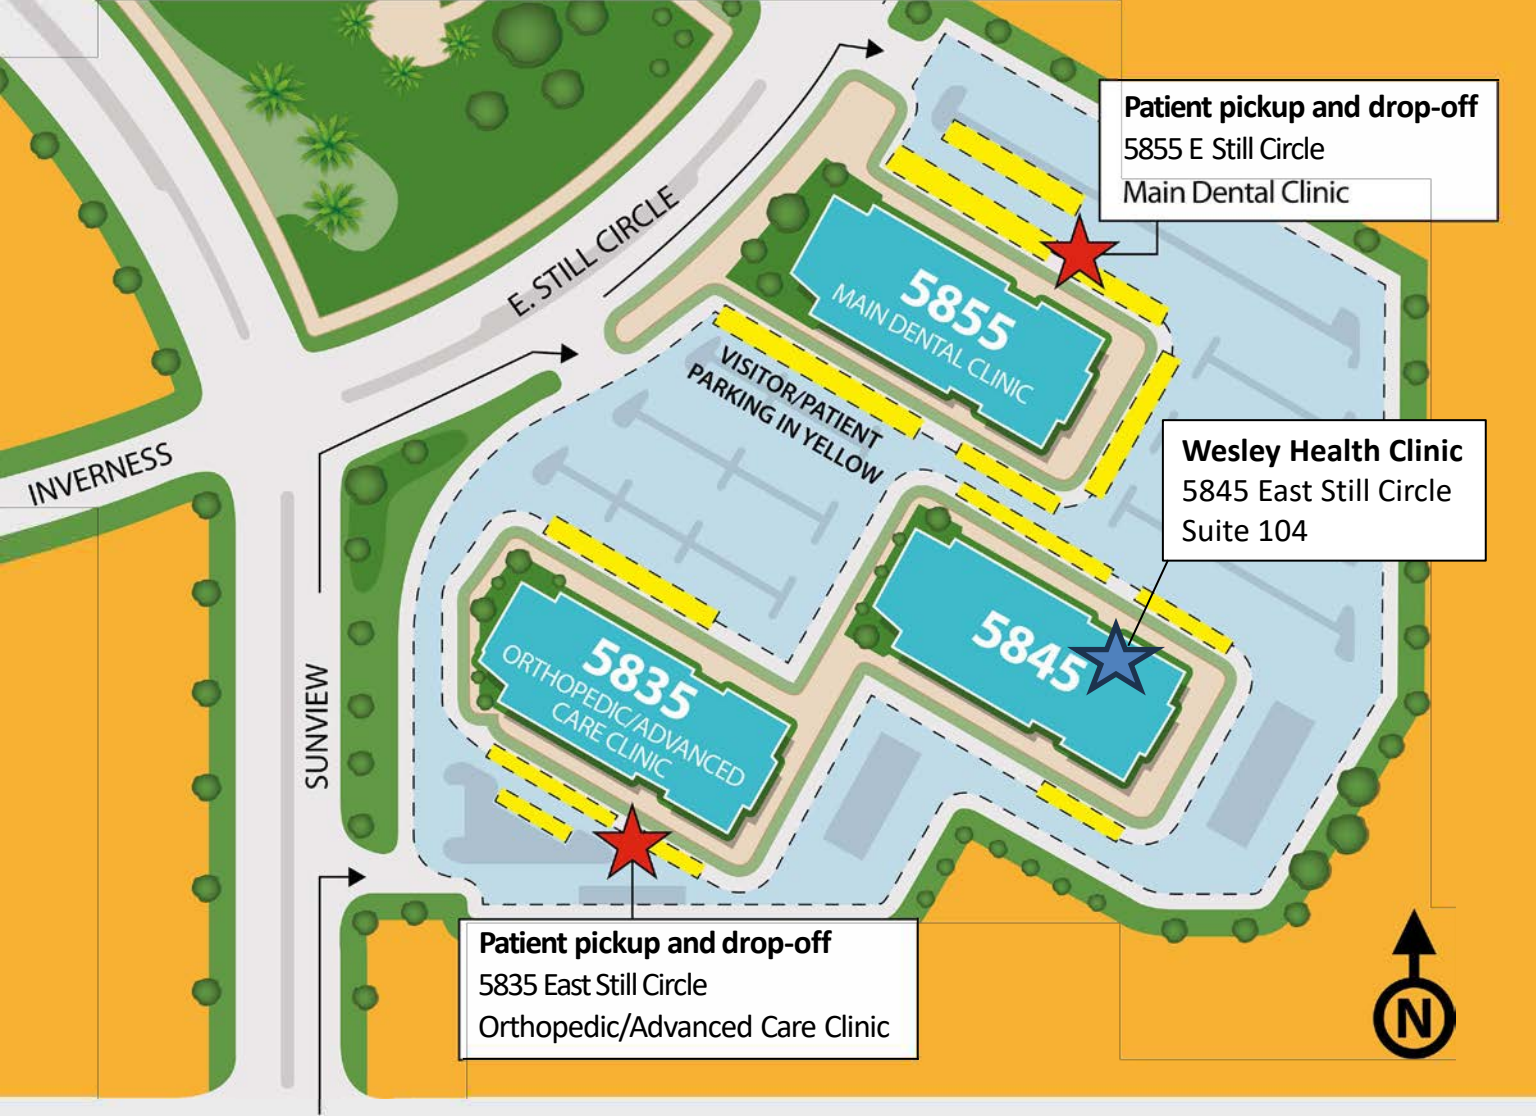 Patient pickup and drop-off
5855 E Still Circle
Main Dental Clinic
E. STILL CIRCLE
5855
MAIN DENTAL CLINIC
VISITOR/PATIENT
PARKING IN YELLOW
INVERNESS
Wesley Health Clinic
5845 East Still Circle
Suite 104
5845
5835
ORTHOPEDIC/ADVANCED
CARE CLINIC
SUNVIEW
Patient pickup and drop-off
5835 East Still Circle
Orthopedic/Advanced Care Clinic
N